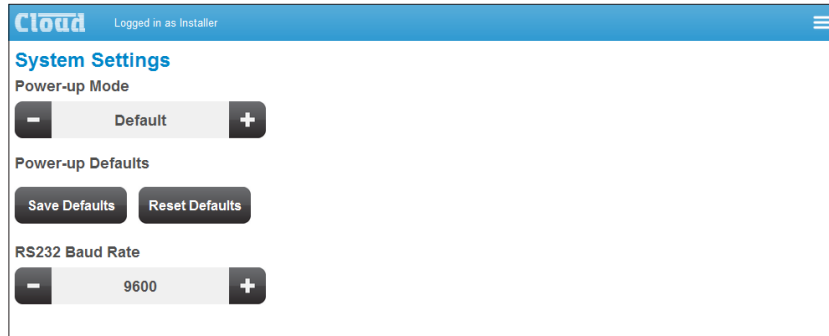 Cloud Logged in as Installer
System Settings
Power-up Mode
Default
Power-up Defaults
Save Defaults Reset Defaults
RS232 Baud Rate
9600